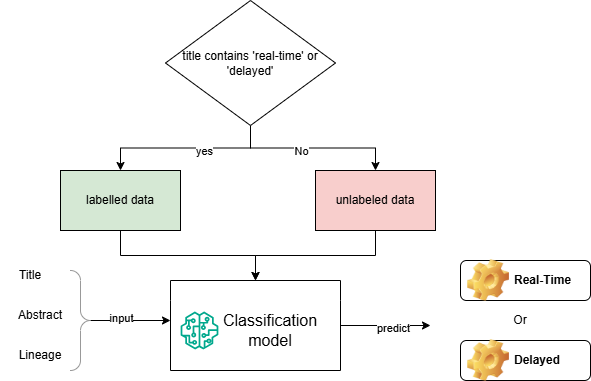 title contains 'real-time' or
'delayed'
yes
No
labelled data
unlabeled data
Title
Abstract
Lineage
input
Classification
model
predict
Real-Time
Or
Delayed